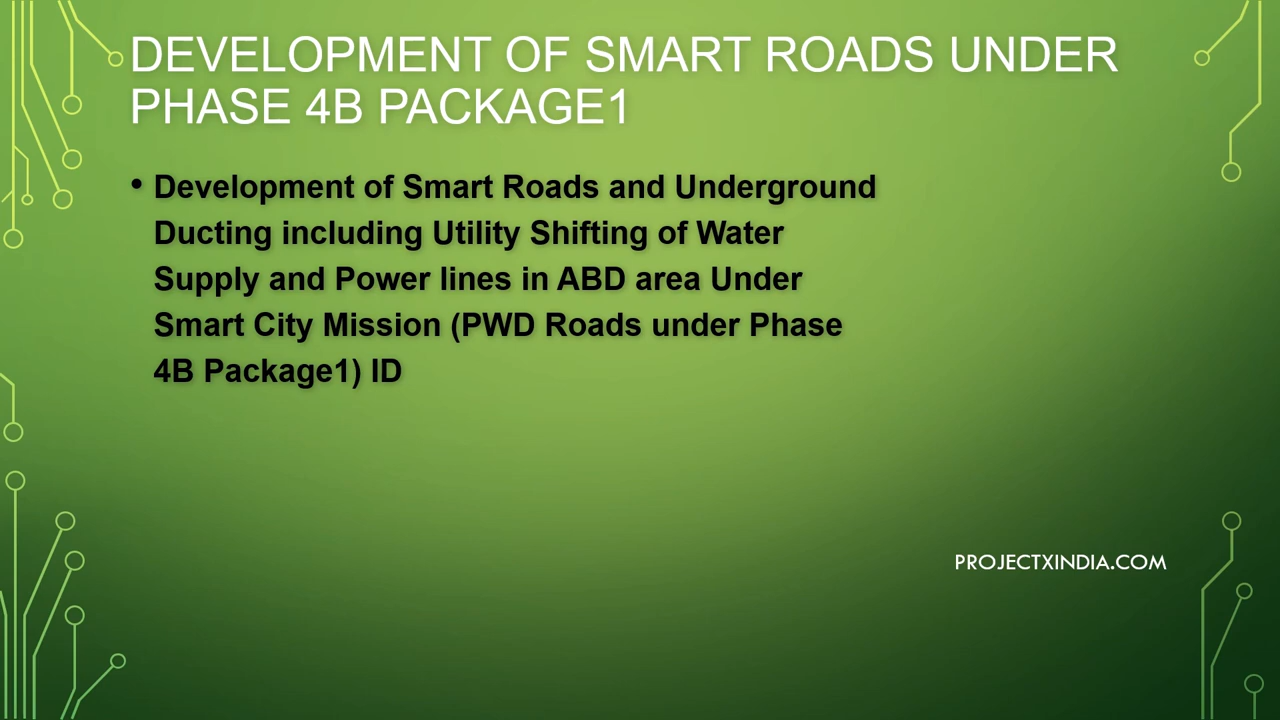 DEVELOPMENT OF SMART ROADS UNDER
PHASE 4B PACKAGE1
• Development of Smart Roads and Underground
Ducting including Utility Shifting of Water
Supply and Power lines in ABD area Under
Smart City Mission (PWD Roads under Phase
4B Package1) ID
PROJECTXINDIA.COM